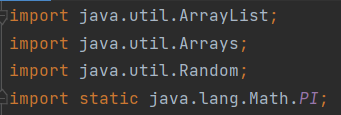 import java.util.ArrayList;
import java.util.Arrays;
import java.util.Random;
import static java.lang.Math.PI;